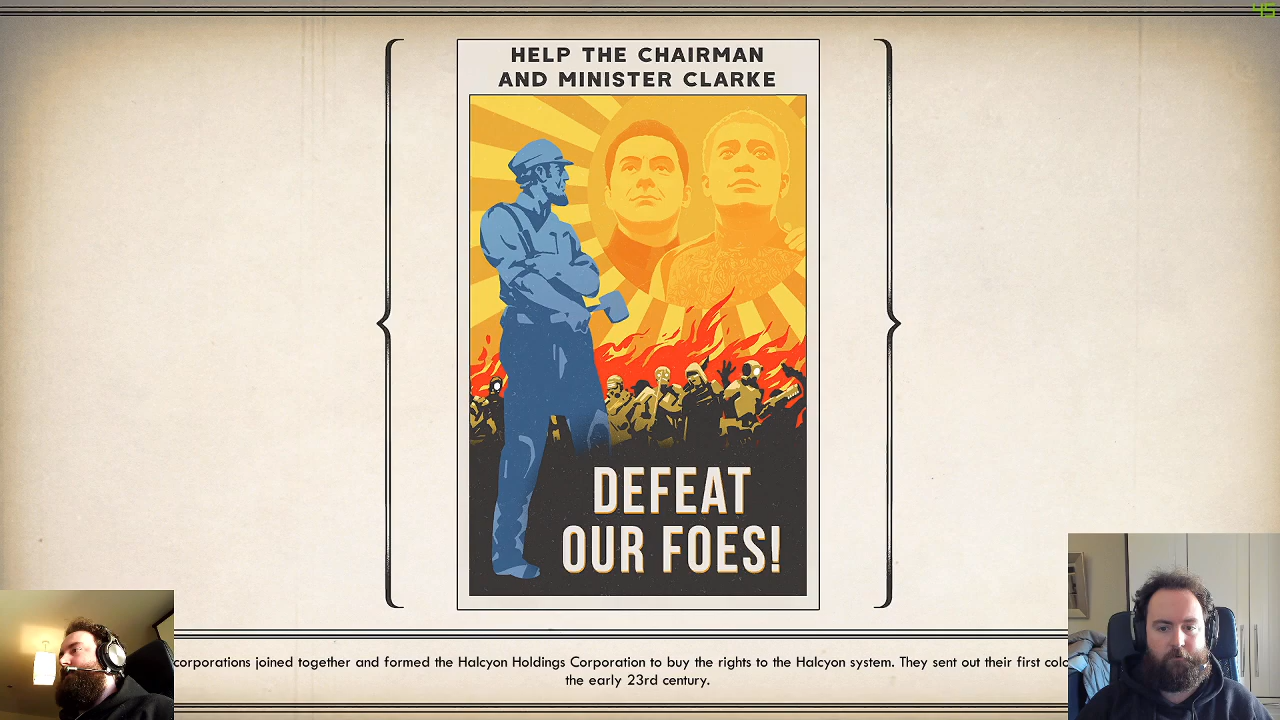 45
HELP THE CHAIRMAN
AND MINISTER CLARKE
DEFEAT
OUR FOES!
corporations joined together and formed the Halcyon Holdings Corporation to buy the rights to the Halcyon system. They sent out their first
the early 23rd century.